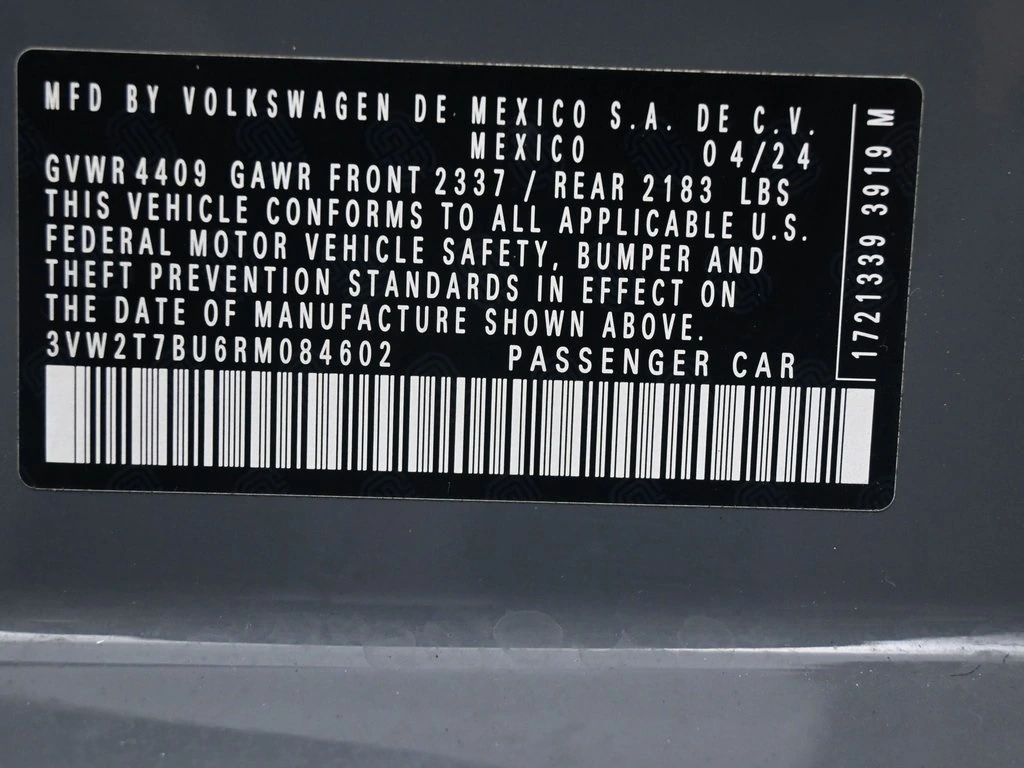 MFD BY VOLKSWAGEN DE MEXICO S.A. DE C.V.
MEXICO 04/24
GVWR 4409 GAWR FRONT 2337 / REAR 2183 LBS
THIS VEHICLE CONFORMS TO ALL APPLICABLE U.S.
FEDERAL MOTOR VEHICLE SAFETY, BUMPER AND
THEFT PREVENTION STANDARDS IN EFFECT ON
THE DATE OF MANUFACTURE SHOWN ABOVE.
3VW2T7BU6RM084602 PASSENGER CAR
1721339 3919 M